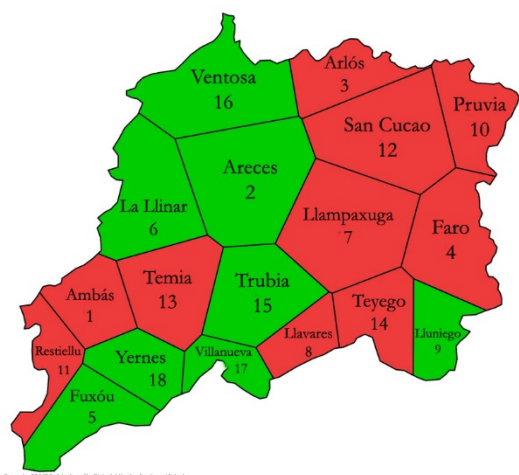 Arlós
3
Ventosa
16
Pruvia
10
San Cucao
12
Areces
2
La Llinar
6
Llampaxuga
7
Faro
4
Temia
13
Trubia
15
Ambás
1
Teyego
14
Lluniego
9
Llavares
8
Restiellu
11
Yernes
18
Villanueva
17
Fuxóu
5